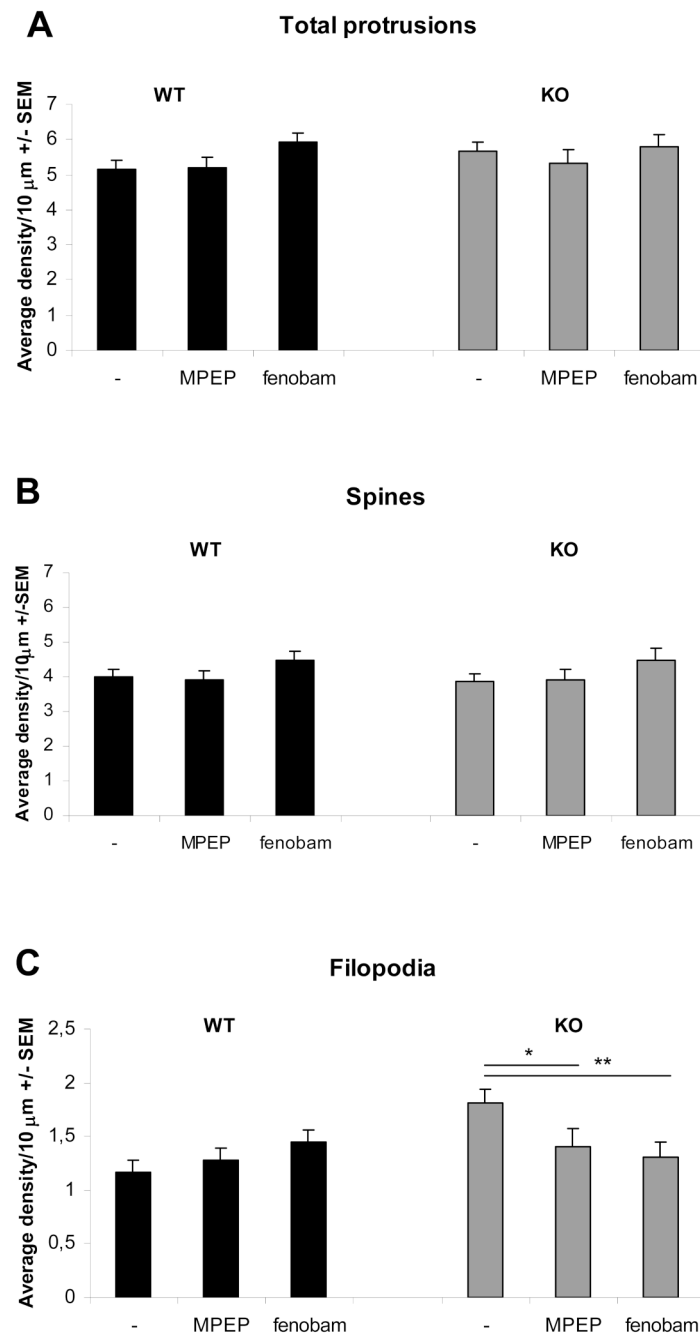 A
Total protrusions
WT
KO
Average density/10 µm +/- SEM
7
6
5
4
3
2
1
0
- MPEP fenobam - MPEP fenobam
B
Spines
WT
KO
Average density/10µm +/-SEM
7
6
5
4
3
2
1
0
- MPEP fenobam - MPEP fenobam
C
Filopodia
WT
KO
Average density/10 µm +/- SEM
2,5
2
1,5
1
0,5
0
*
**
- MPEP fenobam - MPEP fenobam